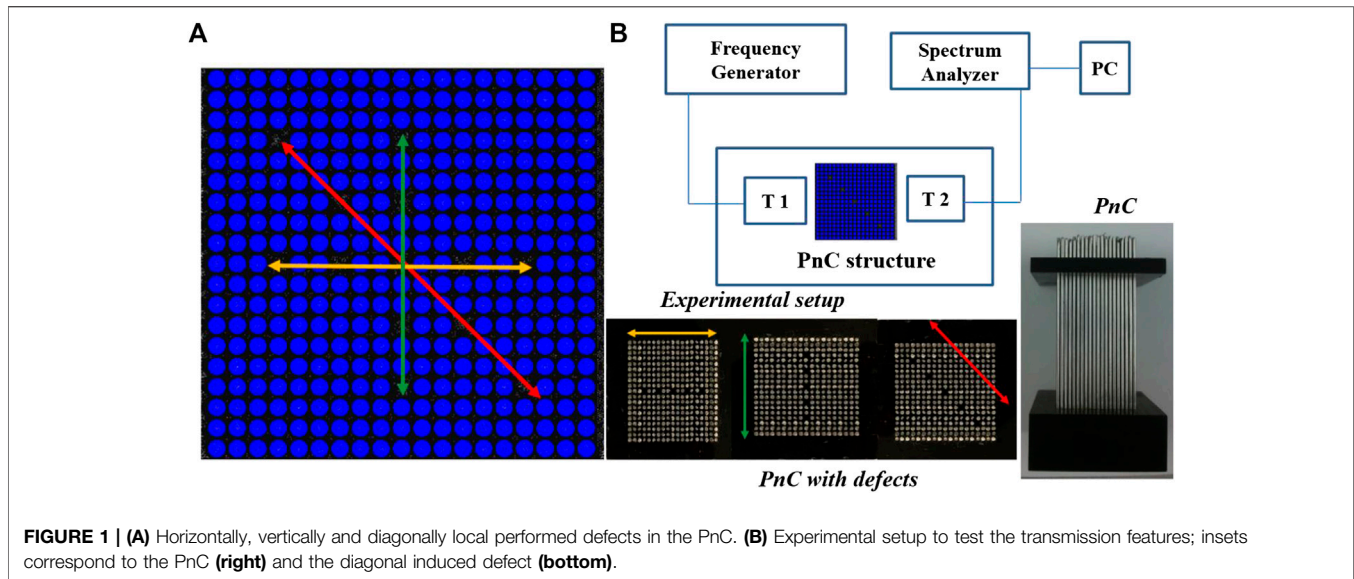 A
B
Frequency
Generator
Spectrum
Analyzer
PC
T 1
T 2
PnC structure
PnC
Experimental setup
PnC with defects
FIGURE 1 | (A) Horizontally, vertically and diagonally local performed defects in the PnC. (B) Experimental setup to test the transmission features; insets
correspond to the PnC (right) and the diagonal induced defect (bottom).